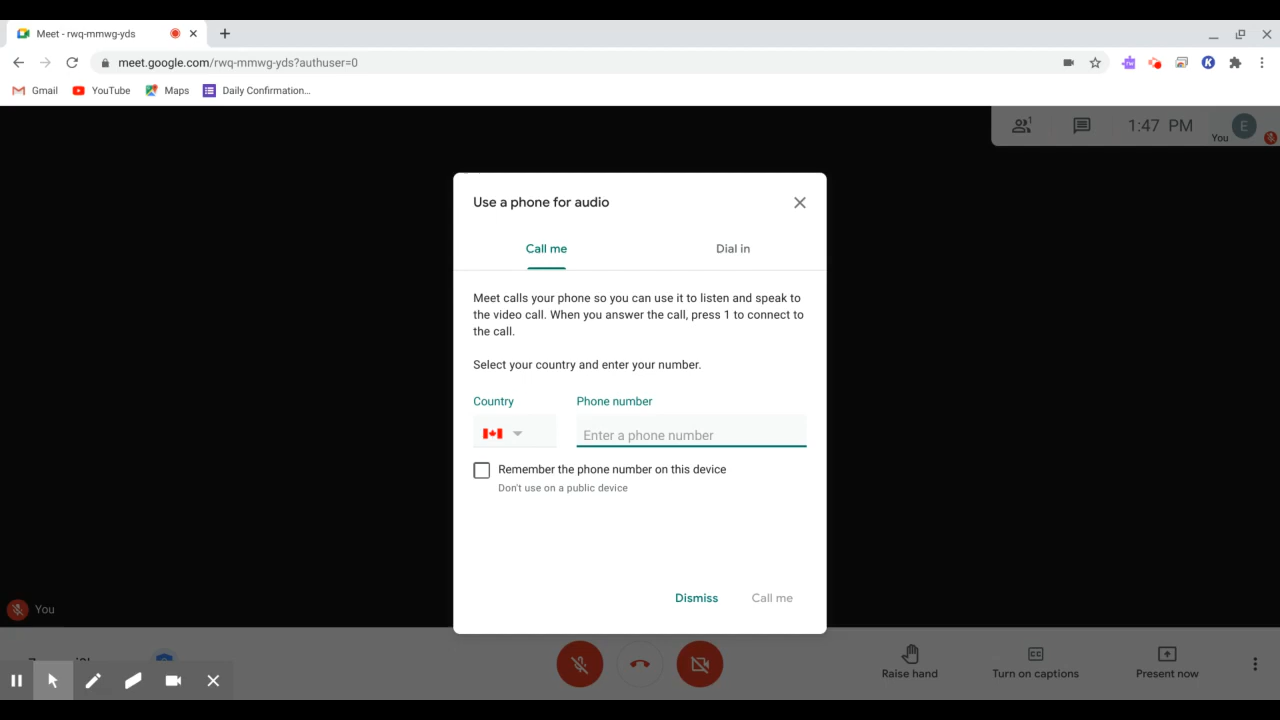 Meet - rwq-mmwg-yds
meet.google.com/rwq-mmwg-yds?authuser=0
Gmail
YouTube
Maps
Daily Confirmation...
1
1:47 PM
You
E
Use a phone for audio
Call me
Dial in
Meet calls your phone so you can use it to listen and speak to
the video call. When you answer the call, press 1 to connect to
the call.
Select your country and enter your number.
Country
Phone number
Enter a phone number
Remember the phone number on this device
Don't use on a public device
Dismiss
Call me
You
Raise hand
CC
Turn on captions
Present now